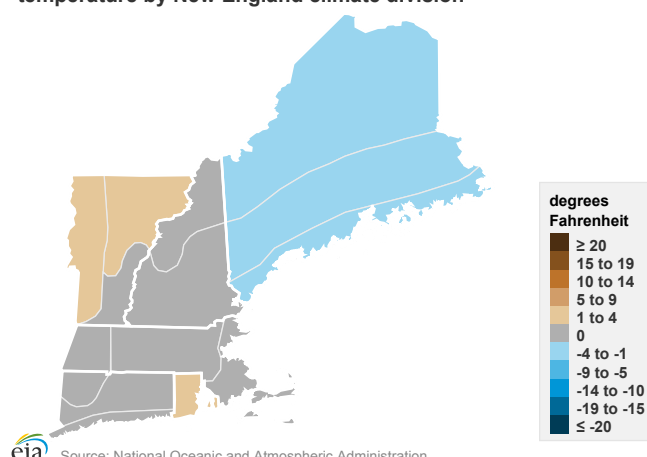 temperature by New England climate division
degrees
Fahrenheit
≥ 20
15 to 19
10 to 14
5 to 9
1 to 4
0
-4 to -1
-9 to -5
-14 to -10
-19 to -15
≤ -20
eia
Source: National Oceanic and Atmospheric Administration